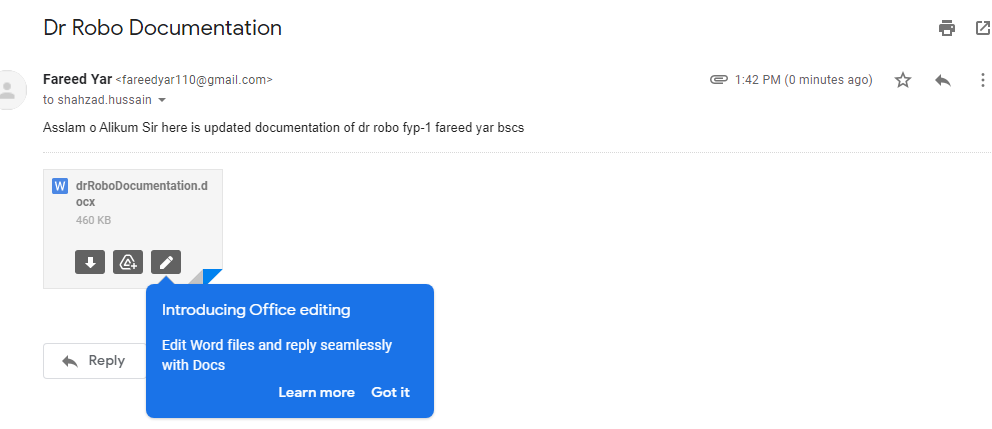 Dr Robo Documentation
Fareed Yar <fareedyar110@gmail.com>
1:42 PM (0 minutes ago)
to shahzad.hussain
Asslam o Alikum Sir here is updated documentation of dr robo fyp-1 fareed yar bscs
W drRoboDocumentation.d
ocx
460 KB
Introducing Office editing
Edit Word files and reply seamlessly
with Docs
Learn more Got it
Reply